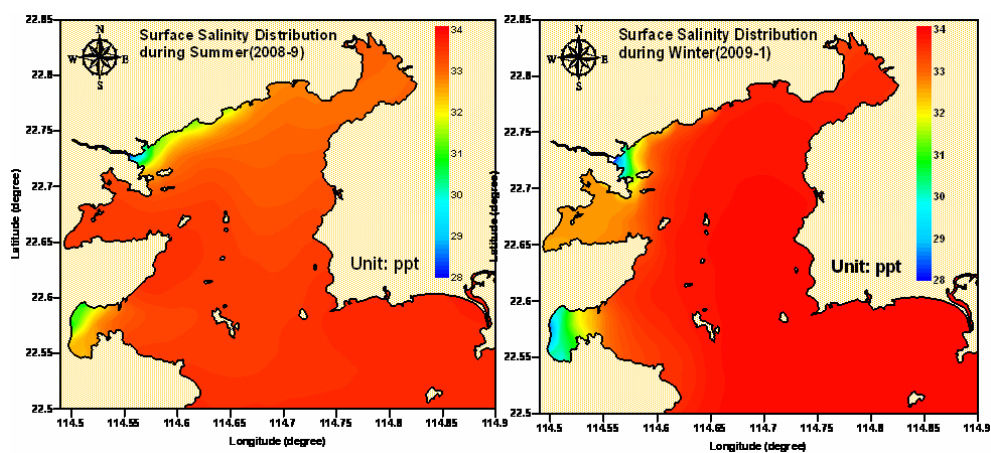 Surface Salinity Distribution
during Summer(2008-9)
N
W E
S
22.85
22.8
22.75
22.7
22.65
22.6
22.55
22.5
Latitude (degree)
34
33
32
31
30
29
28
Unit: ppt
114.5 114.55 114.6 114.65 114.7 114.75 114.8 114.85 114.9
Longitude (degree)
Surface Salinity Distribution
during Winter(2009-1)
N
W E
S
22.85
22.8
22.75
22.7
22.65
22.6
22.55
22.5
Latitude (degree)
34
33
32
31
30
29
28
Unit: ppt
114.5 114.55 114.6 114.65 114.7 114.75 114.8 114.85 114.9
Longitude (degree)